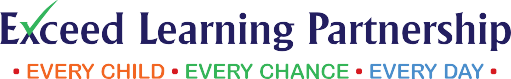 Exceed Learning Partnership
• EVERY CHILD • EVERY CHANCE • EVERY DAY •